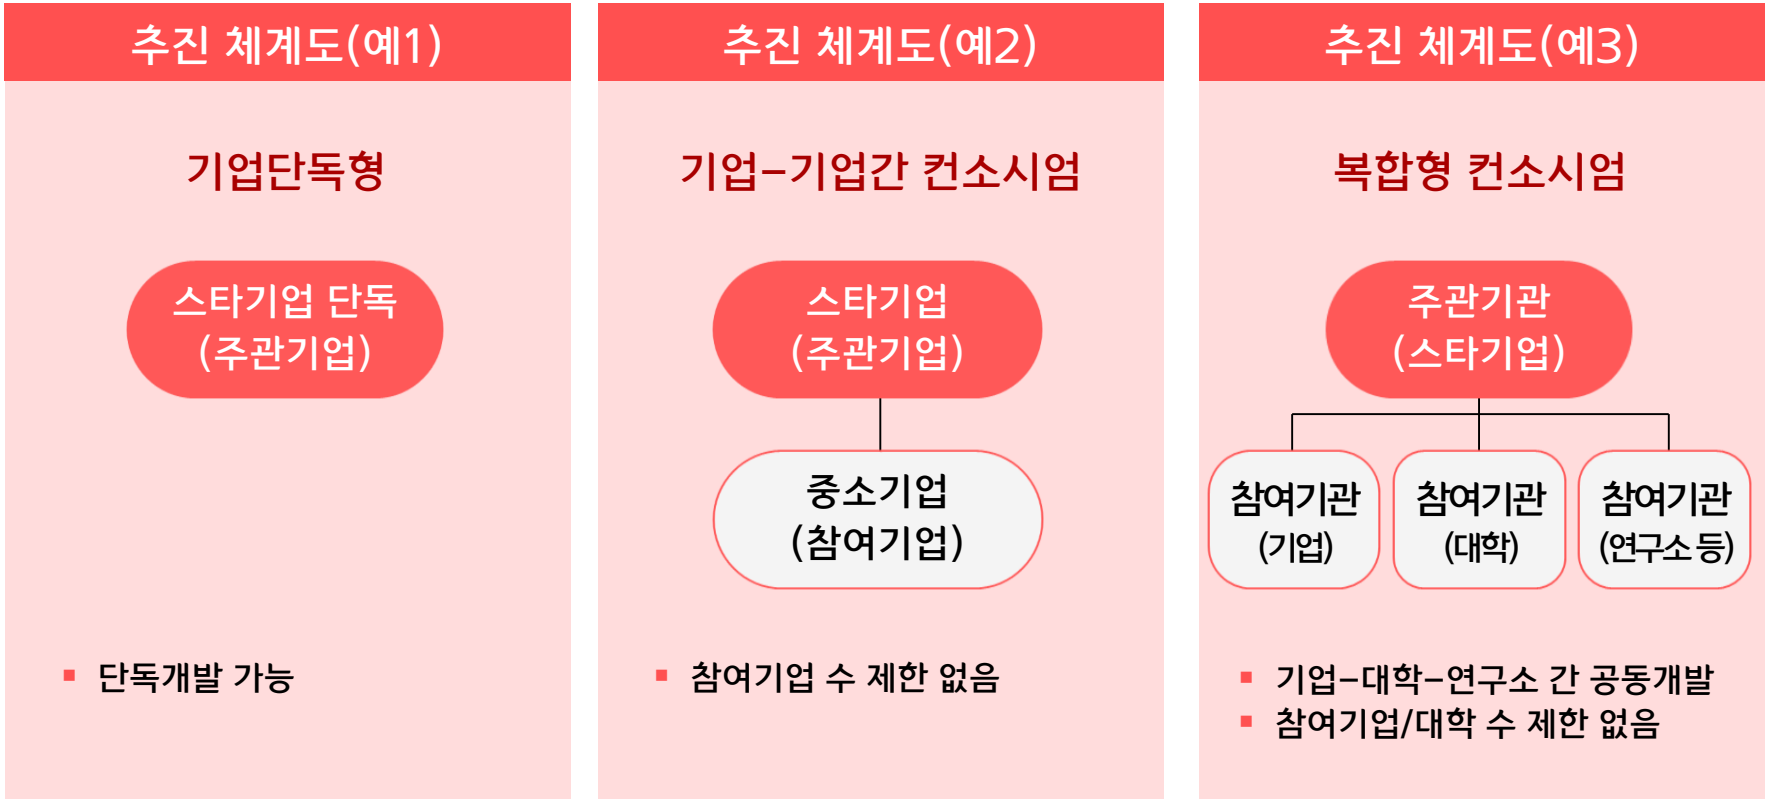 추진 체계도(예1)
기업단독형
스타기업 단독
(주관기업)
▪ 단독개발 가능
추진 체계도(예2)
기업–기업간 컨소시엄
스타기업
(주관기업)
중소기업
(참여기업)
▪ 참여기업 수 제한 없음
추진 체계도(예3)
복합형 컨소시엄
주관기관
(스타기업)
참여기관
(기업)
참여기관
(대학)
참여기관
(연구소 등)
▪ 기업–대학–연구소 간 공동개발
▪ 참여기업/대학 수 제한 없음